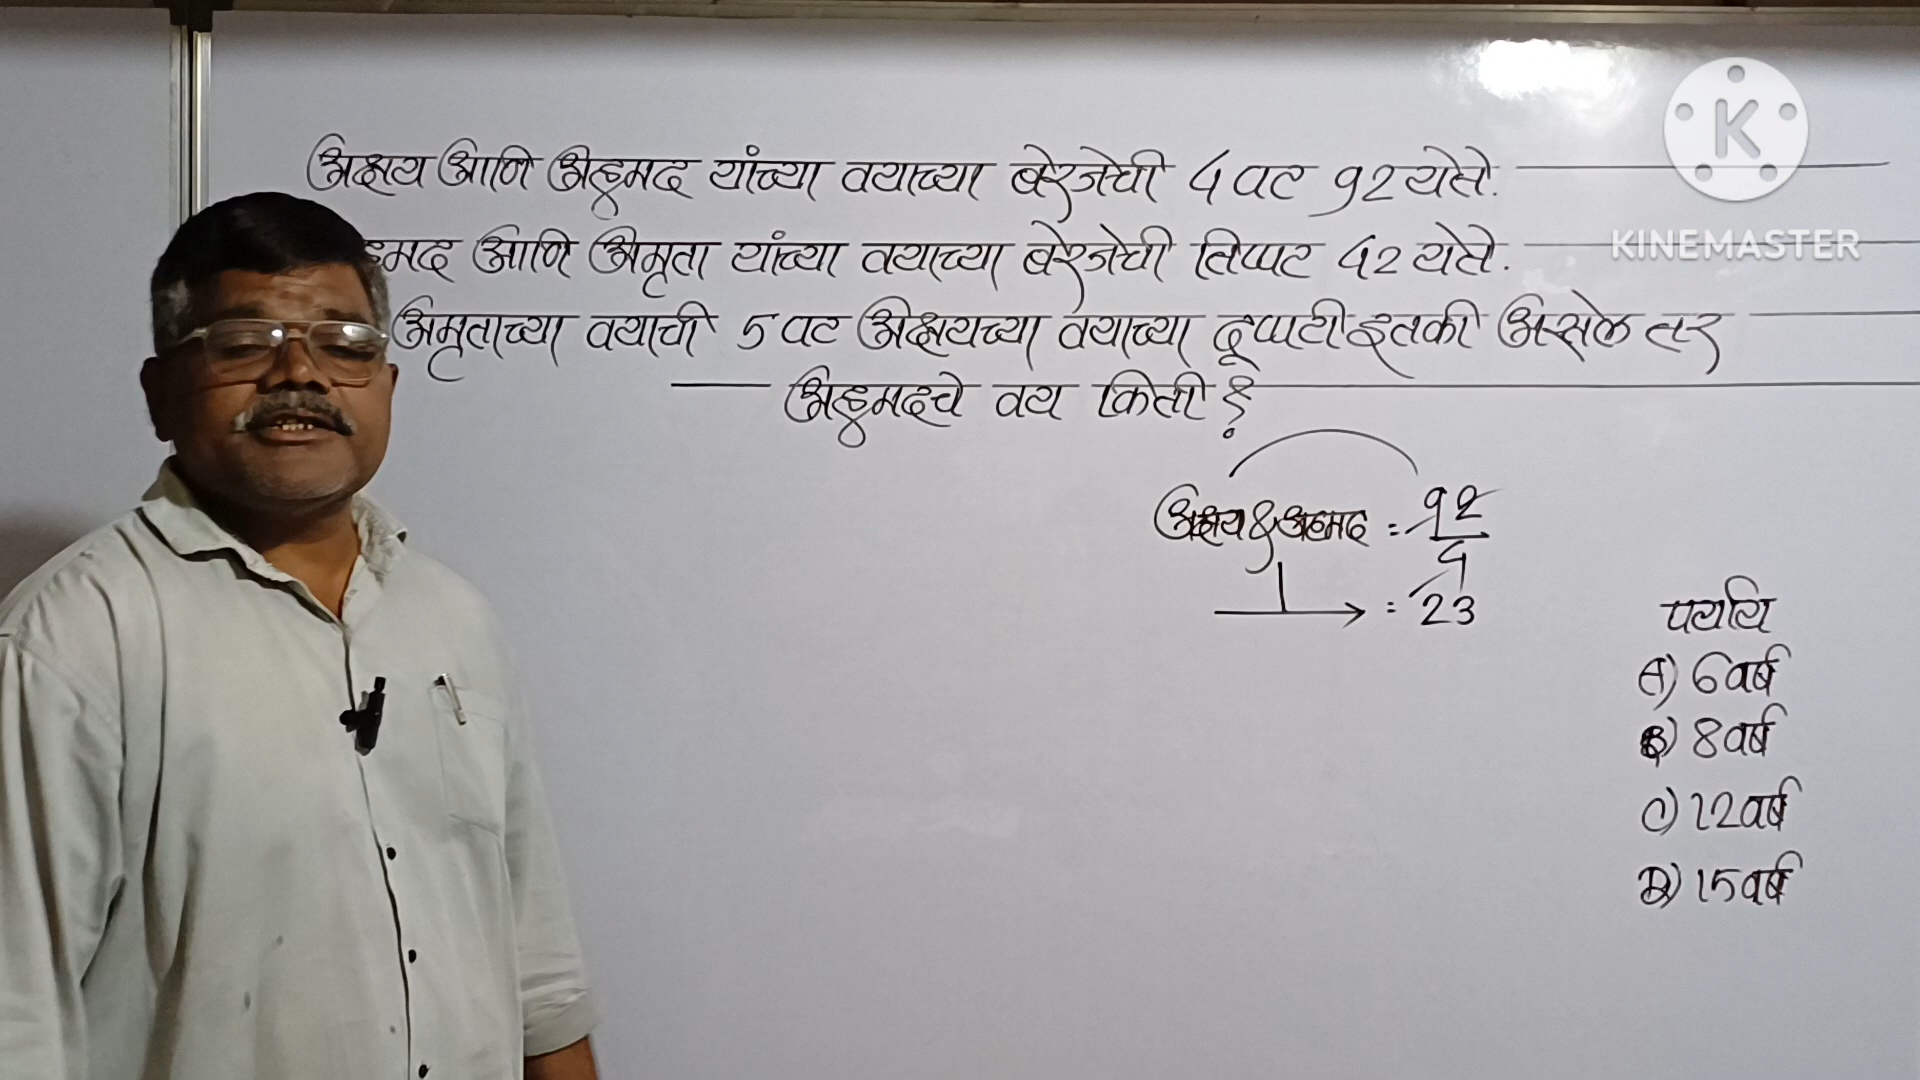 अक्षय आणि अहमद यांच्या वयाच्या बेरजेची 4 पट 92 येते.
हमद आणि अमृता यांच्या वयाच्या बेरजेची तिप्पट 42 येते.
अमृताच्या वयाची 5 पट अक्षयच्या वयाच्या दूप्पटी इतकी असेल तर
अहमदचे वय किती ?
अक्षय & अहमद = 92
4
= 23
पर्याय
A) 6 वर्ष
B) 8 वर्ष
C) 12 वर्ष
D) 15 वर्ष
K
KINEMASTER